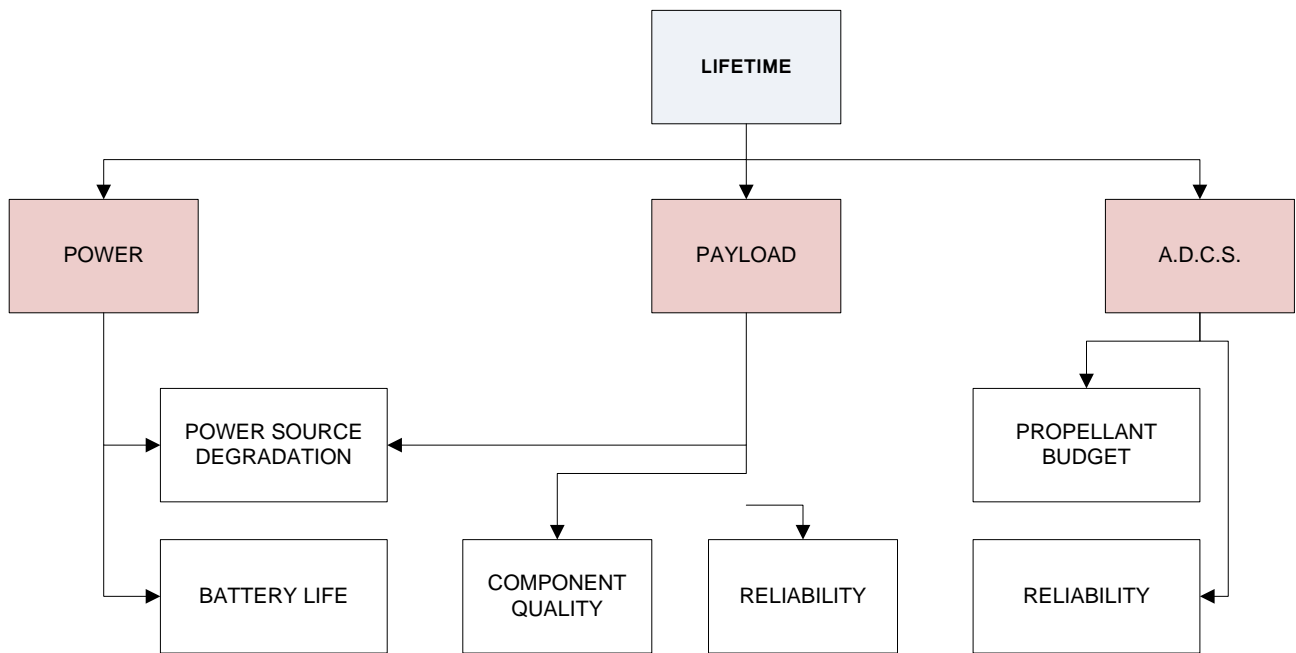 LIFETIME
POWER
PAYLOAD
A.D.C.S.
POWER SOURCE
DEGRADATION
PROPELLANT
BUDGET
BATTERY LIFE
COMPONENT
QUALITY
RELIABILITY
RELIABILITY